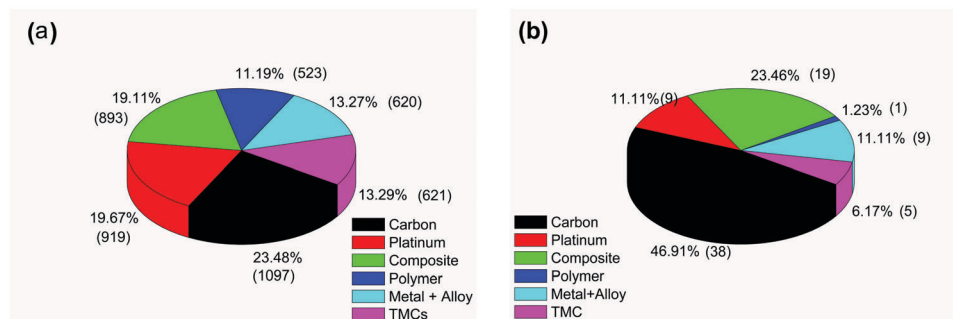 (a)
11.19% (523)
19.11%
(893)
13.27% (620)
19.67%
(919)
13.29% (621)
23.48%
(1097)
Carbon
Platinum
Composite
Polymer
Metal + Alloy
TMCs
(b)
23.46% (19)
11.11%(9)
1.23% (1)
11.11% (9)
6.17% (5)
46.91% (38)
Carbon
Platinum
Composite
Polymer
Metal+Alloy
TMC